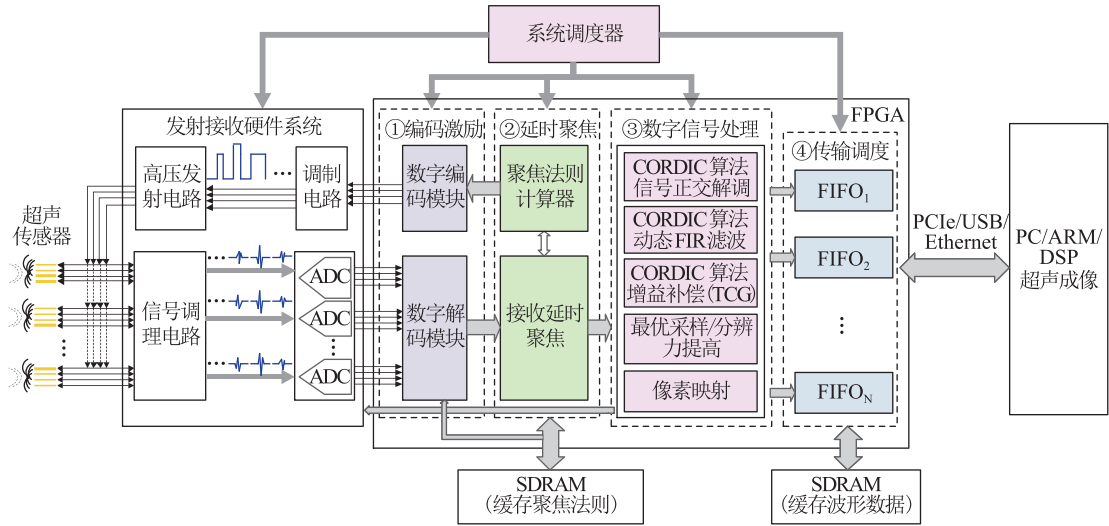 系统调度器
FPGA
发射接收硬件系统
高压发
射电路
调制
电路
超声
传感器
信号调
理电路
ADC
ADC
ADC
①编码激励
数字编
码模块
数字解
码模块
②延时聚焦
聚焦法则
计算器
接收延时
聚焦
③数字信号处理
CORDIC 算法
信号正交解调
CORDIC 算法
动态FIR滤波
CORDIC 算法
增益补偿(TCG)
最优采样/分辨
力提高
像素映射
④传输调度
FIFO₁
FIFO₂
FIFO_N
PCIe/USB/
Ethernet
PC/ARM/
DSP
超声成像
SDRAM
(缓存聚焦法则)
SDRAM
(缓存波形数据)